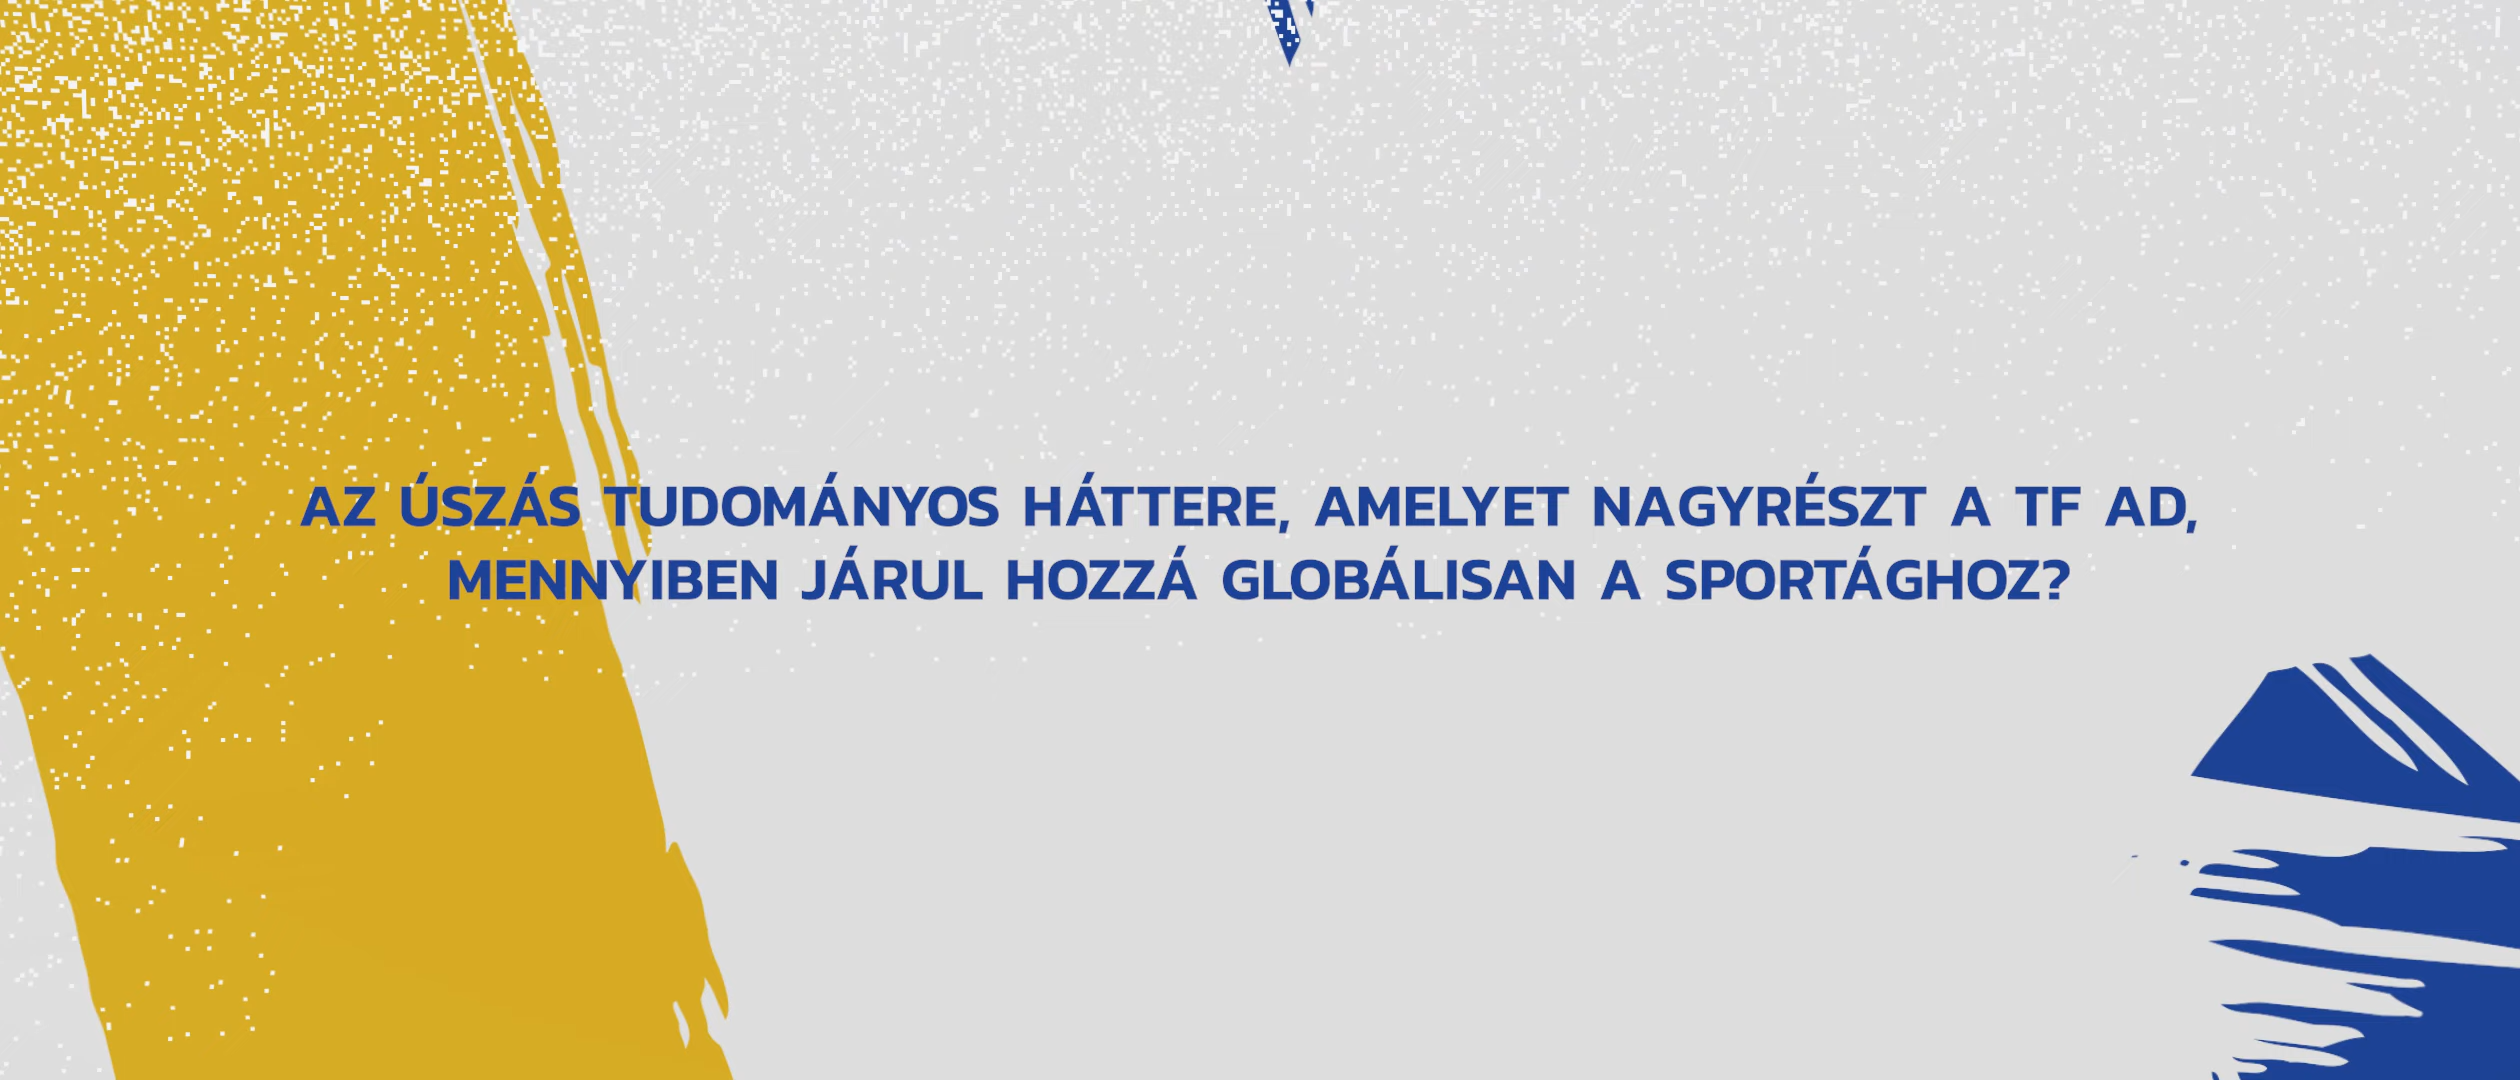 AZ ÚSZÁS TUDOMÁNYOS HÁTTERE, AMELYET NAGYRÉSZT A TF AD,
MENNYIBEN JÁRUL HOZZÁ GLOBÁLISAN A SPORTÁGHOZ?